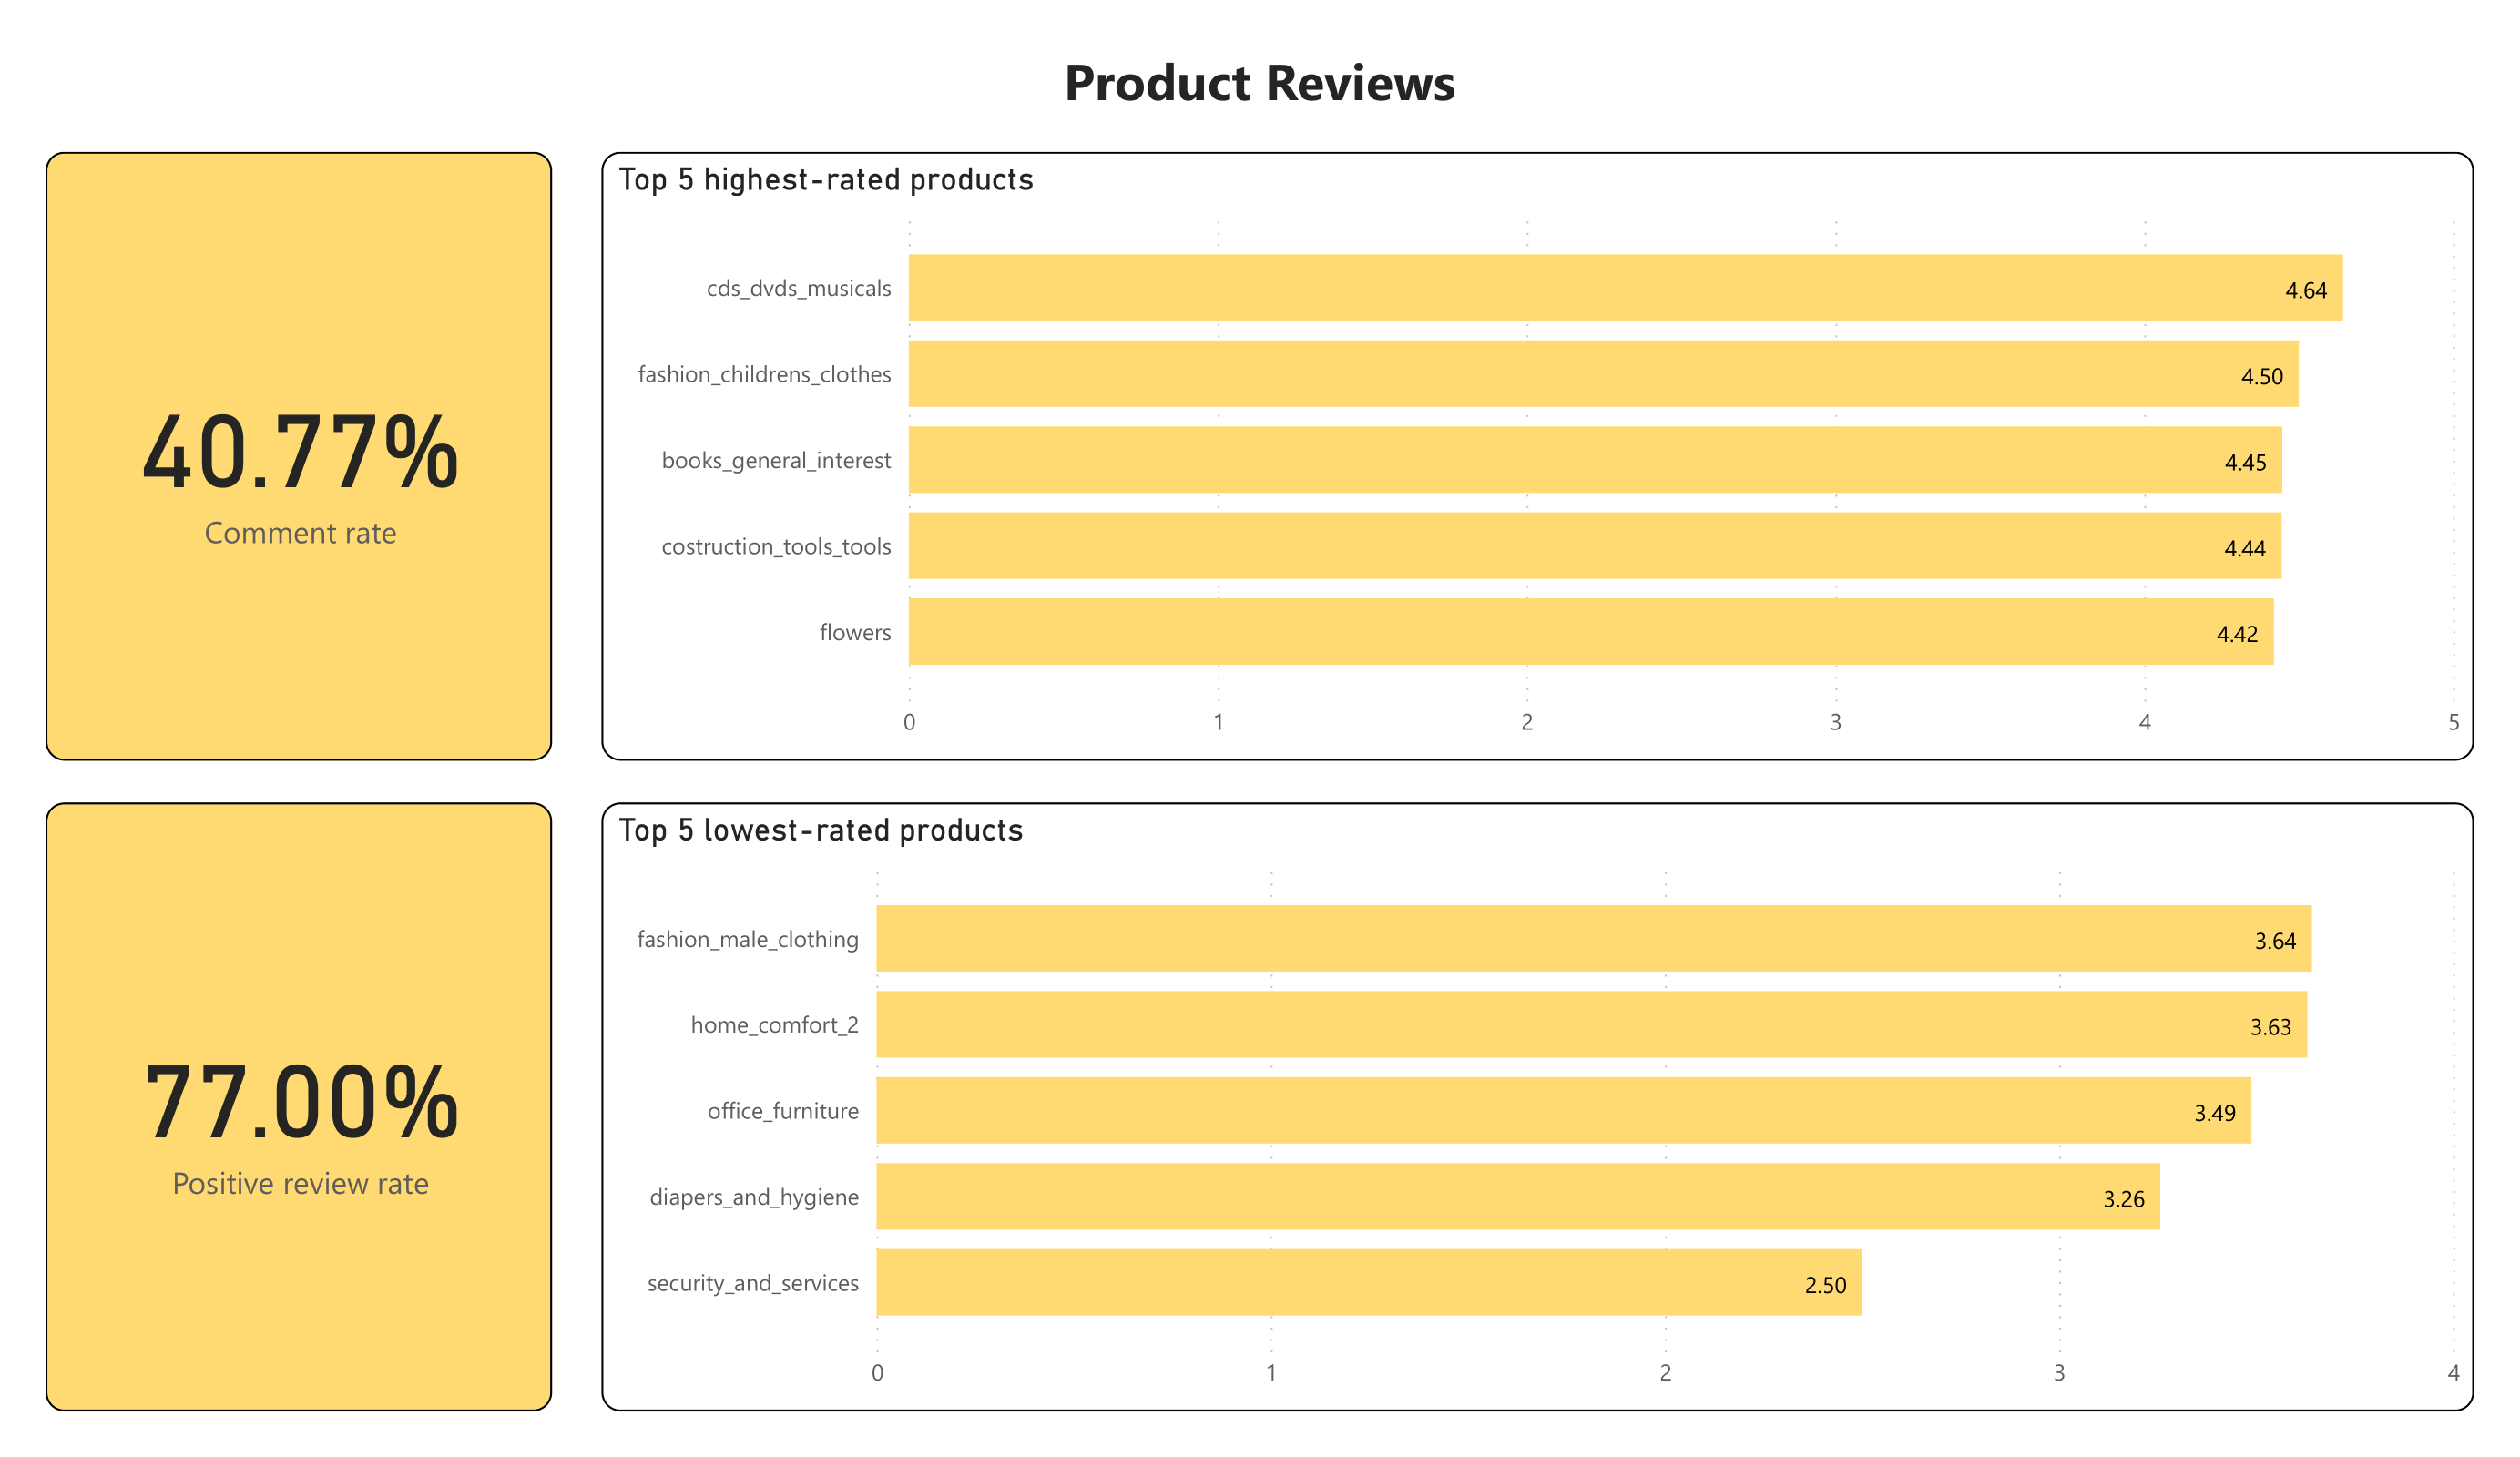 Product Reviews
40.77%
Comment rate
Top 5 highest-rated products
cds_dvds_musicals 4.64
fashion_childrens_clothes 4.50
books_general_interest 4.45
costruction_tools_tools 4.44
flowers 4.42
0 1 2 3 4 5
77.00%
Positive review rate
Top 5 lowest-rated products
fashion_male_clothing 3.64
home_comfort_2 3.63
office_furniture 3.49
diapers_and_hygiene 3.26
security_and_services 2.50
0 1 2 3 4